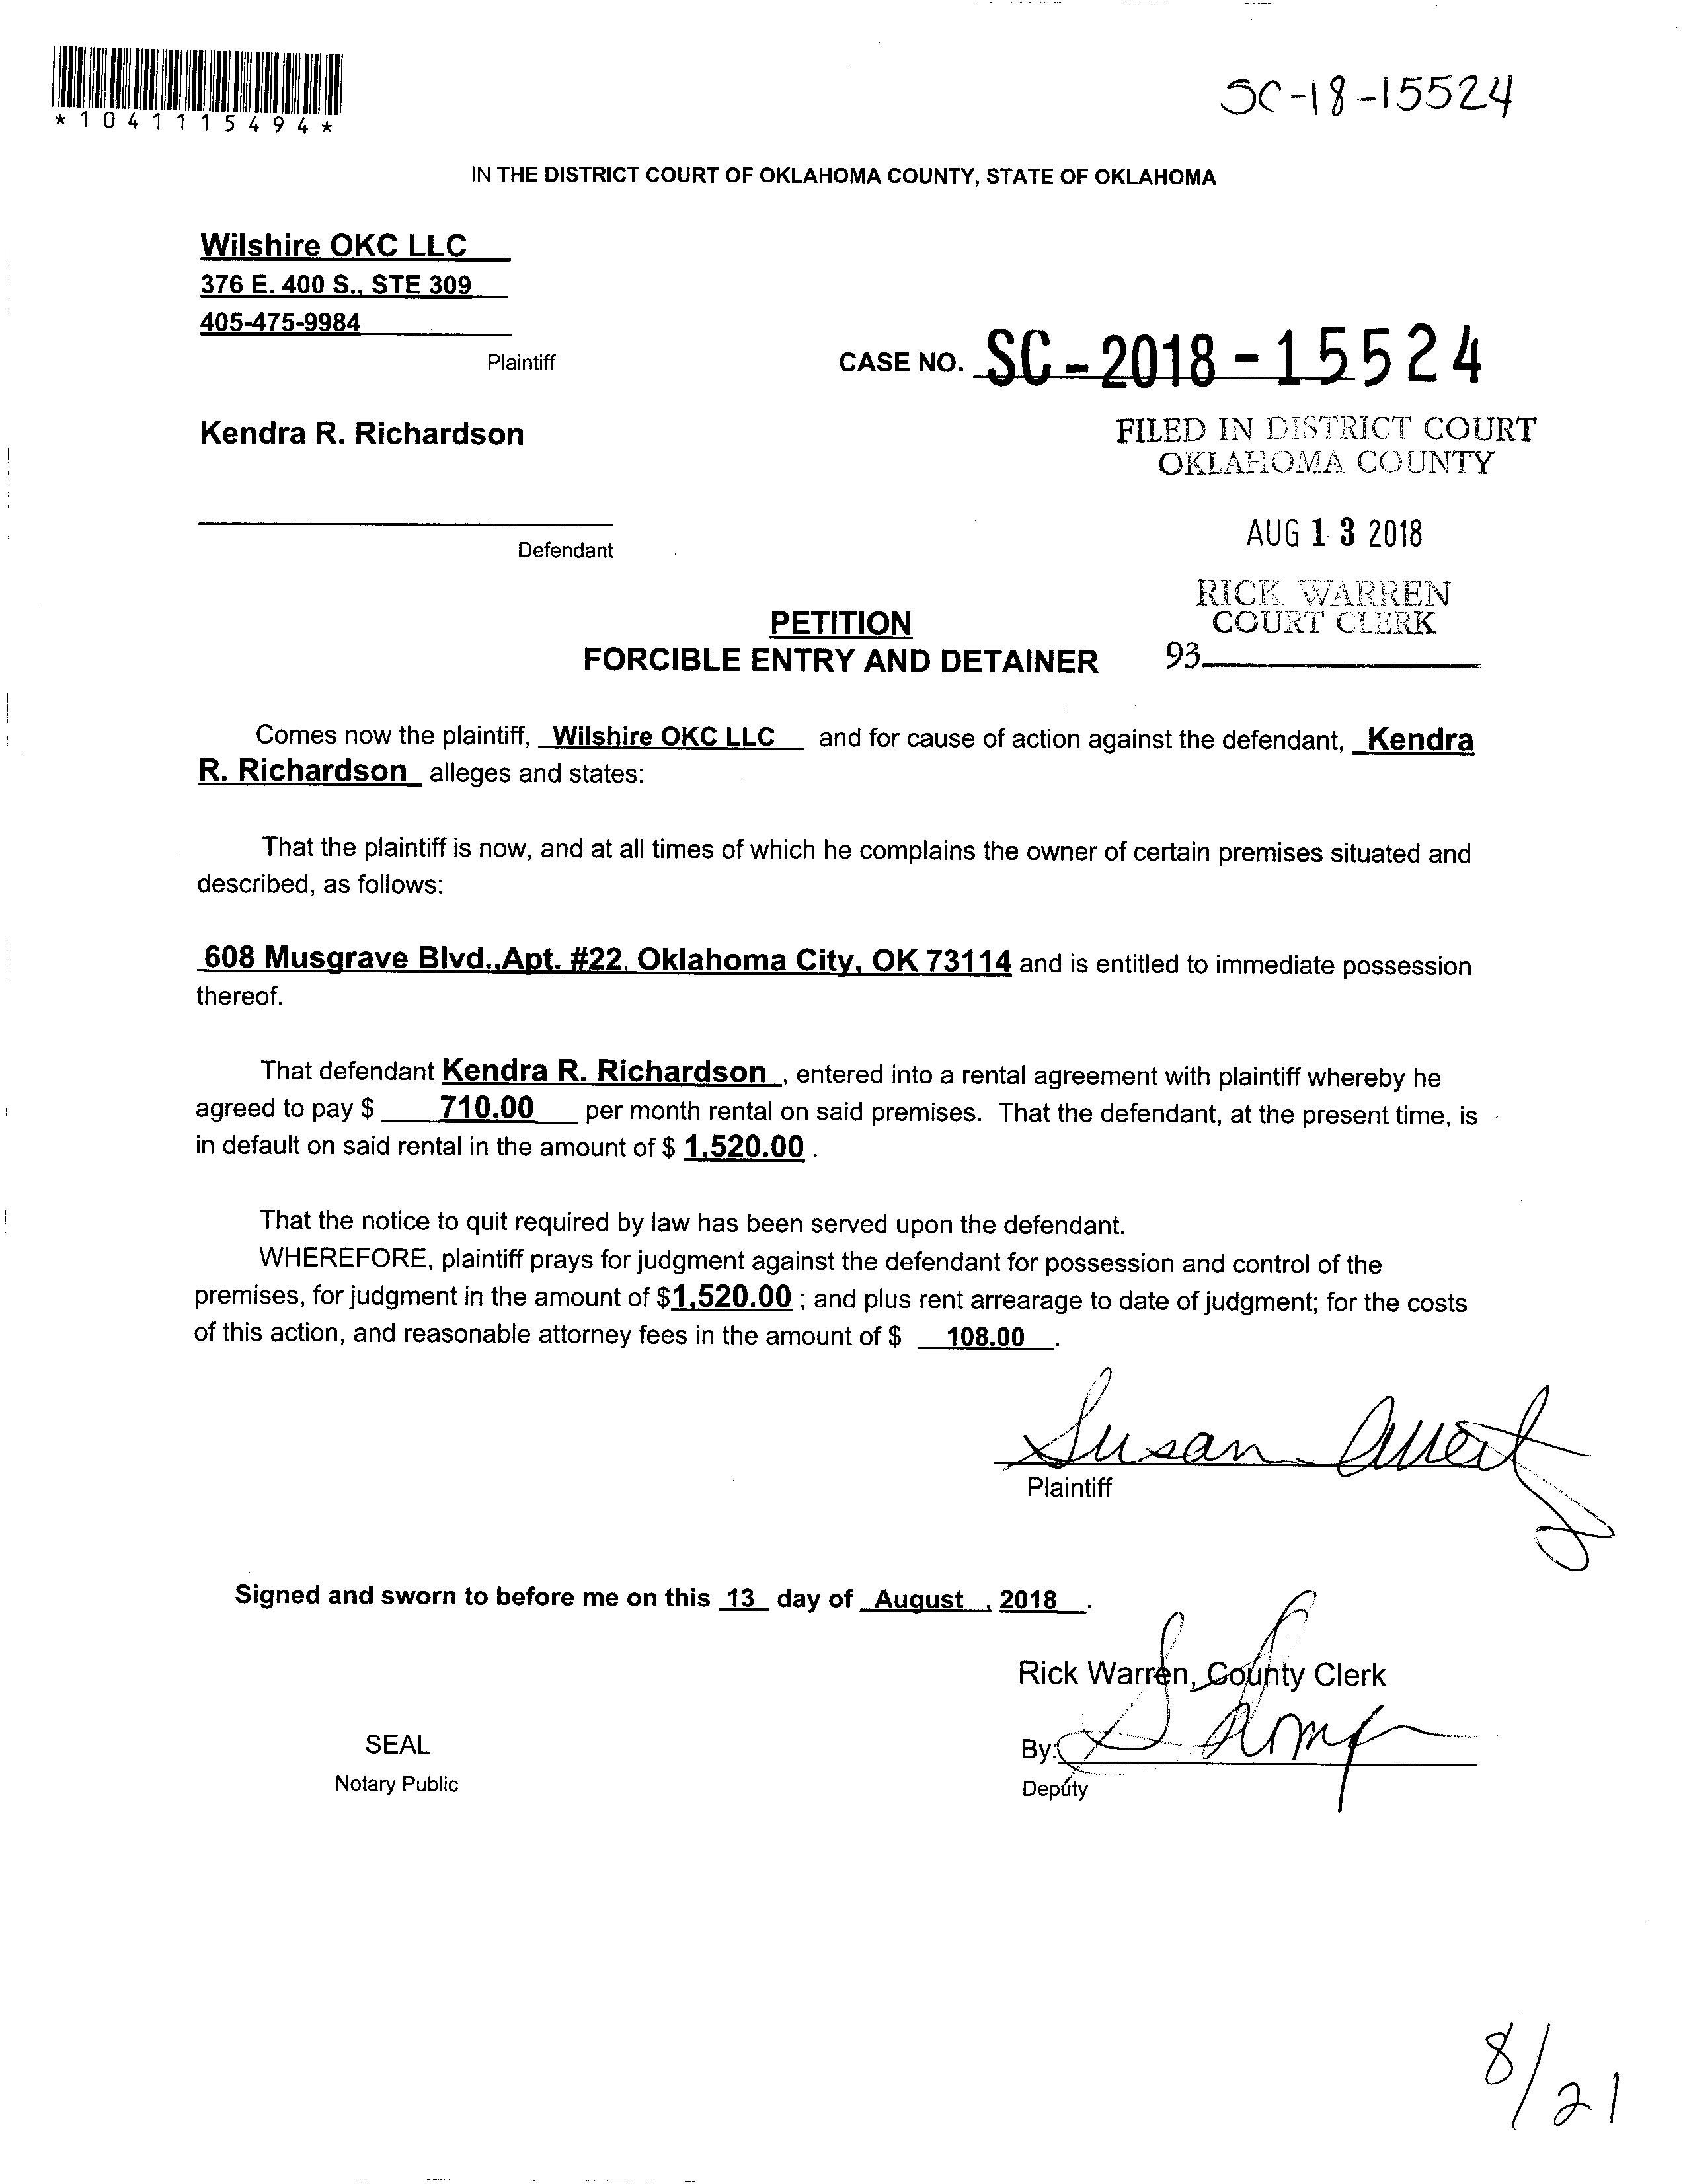 *1041115494*
SC-18-15524
IN THE DISTRICT COURT OF OKLAHOMA COUNTY, STATE OF OKLAHOMA
Wilshire OKC LLC
376 E. 400 S., STE 309
405-475-9984
Plaintiff
CASE NO. SC-2018-15524
Kendra R. Richardson
FILED IN DISTRICT COURT
OKLAHOMA COUNTY
Defendant
AUG 13 2018
RICK WARREN
COURT CLERK
93
PETITION
FORCIBLE ENTRY AND DETAINER
Comes now the plaintiff, Wilshire OKC LLC and for cause of action against the defendant, Kendra
R. Richardson alleges and states:
That the plaintiff is now, and at all times of which he complains the owner of certain premises situated and
described, as follows:
608 Musgrave Blvd.,Apt. #22, Oklahoma City, OK 73114 and is entitled to immediate possession
thereof.
That defendant Kendra R. Richardson , entered into a rental agreement with plaintiff whereby he
agreed to pay $ 710.00 per month rental on said premises. That the defendant, at the present time, is
in default on said rental in the amount of $ 1,520.00 .
That the notice to quit required by law has been served upon the defendant.
WHEREFORE, plaintiff prays for judgment against the defendant for possession and control of the
premises, for judgment in the amount of $1,520.00 ; and plus rent arrearage to date of judgment; for the costs
of this action, and reasonable attorney fees in the amount of $ 108.00 .
Susan
Plaintiff
Signed and sworn to before me on this 13 day of August , 2018 .
Rick Warren, County Clerk
SEAL
By:
Notary Public
Deputy
8/21